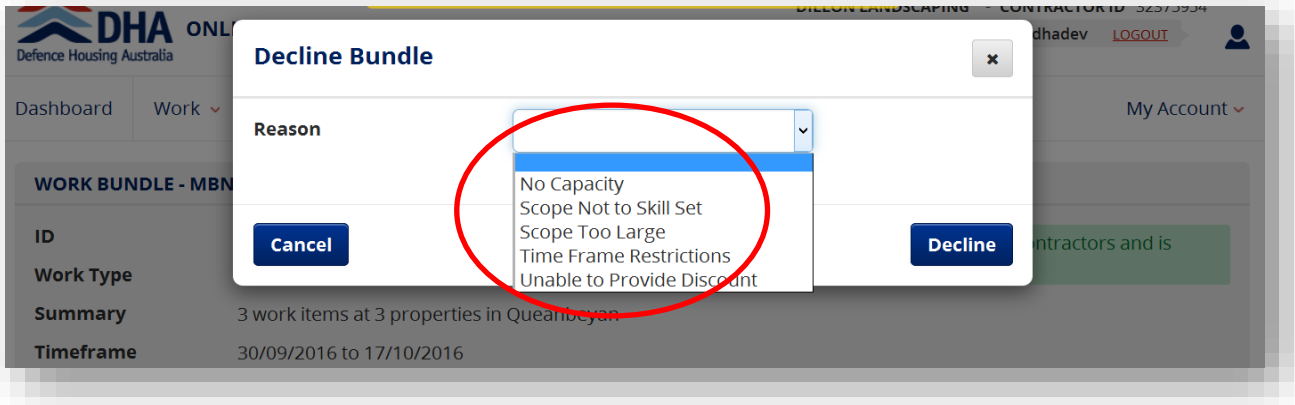 DILLON LANDSCAPING - CONTRACTOR ID 32375954
DHA ONL
Defence Housing Australia
dhadev LOGOUT
Decline Bundle
×
Dashboard Work My Account
Reason
No Capacity
Scope Not to Skill Set
Scope Too Large
Time Frame Restrictions
Unable to Provide Discount
Cancel Decline
WORK BUNDLE - MBN
ID
ntractors and is
Work Type
Summary 3 work items at 3 properties in Queanbeyan
Timeframe 30/09/2016 to 17/10/2016